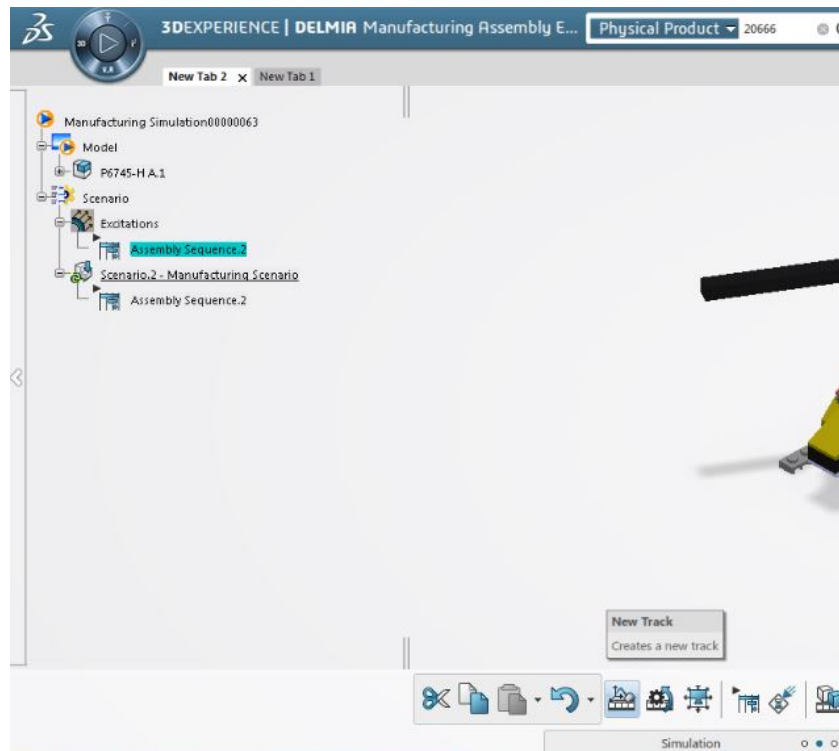 3DEXPERIENCE | DELMIA Manufacturing Assembly E... Physical Product 20666
New Tab 2 x New Tab 1
Manufacturing Simulation00000063
Model
P6745-H A.1
Scenario
Excitations
Assembly Sequence.2
Scenario.2 - Manufacturing Scenario
Assembly Sequence.2
New Track
Creates a new track
Simulation